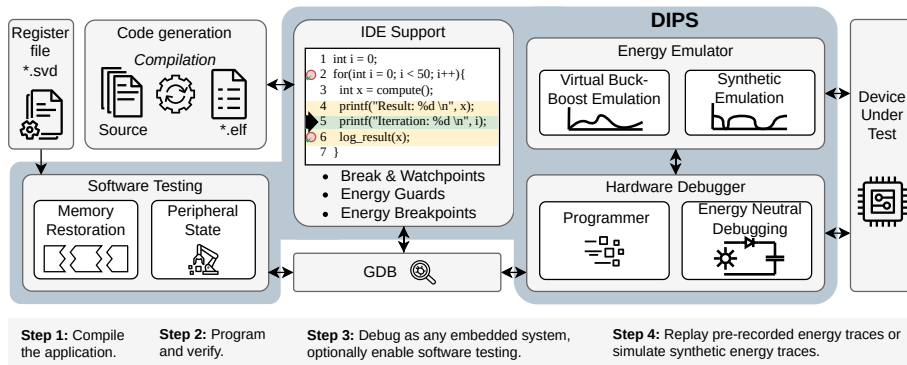 DIPS
Register
file
*.svd
Code generation
Compilation
Source
*.elf
IDE Support
1 int i = 0;
2 for(int i = 0; i < 50; i++){
3 int x = compute();
4 printf("Result: %d \n", x);
5 printf("Iterration: %d \n", i);
6 log_result(x);
7 }
• Break & Watchpoints
• Energy Guards
• Energy Breakpoints
Energy Emulator
Virtual Buck-
Boost Emulation
Synthetic
Emulation
Device
Under
Test
Software Testing
Memory
Restoration
Peripheral
State
GDB
Hardware Debugger
Programmer
Energy Neutral
Debugging
Step 1: Compile
the application.
Step 2: Program
and verify.
Step 3: Debug as any embedded system,
optionally enable software testing.
Step 4: Replay pre-recorded energy traces or
simulate synthetic energy traces.